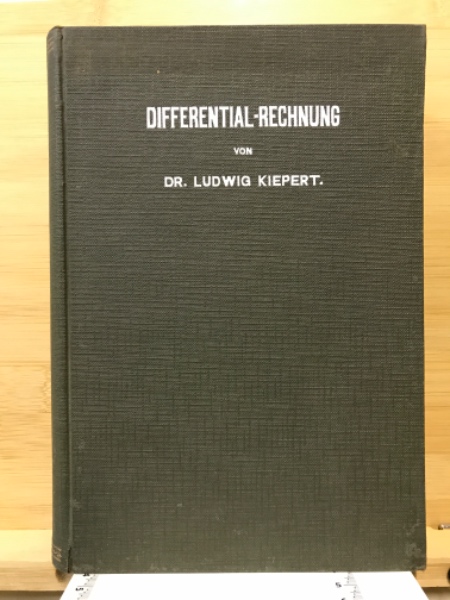 DIFFERENTIAL-RECHNUNG
VON
DR. LUDWIG KIEPERT.